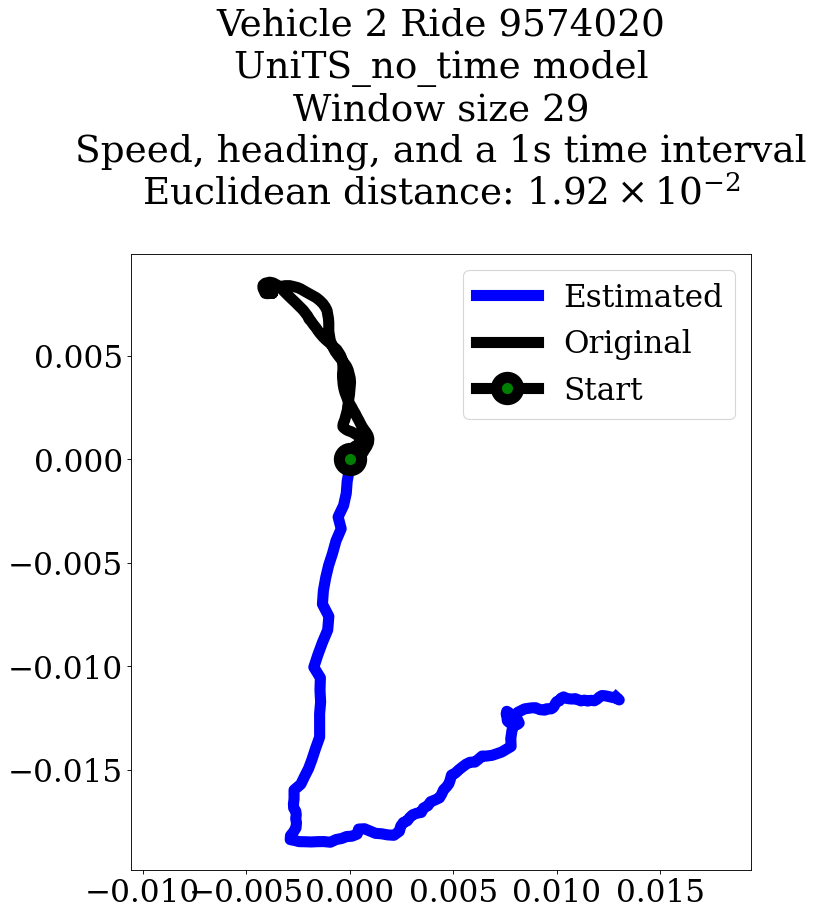 Vehicle 2 Ride 9574020
UniTS_no_time model
Window size 29
Speed, heading, and a 1s time interval
Euclidean distance: 1.92 × 10⁻²
Estimated
Original
Start
0.005
0.000
−0.005
−0.010
−0.015
−0.010
−0.005
0.000
0.005
0.010
0.015